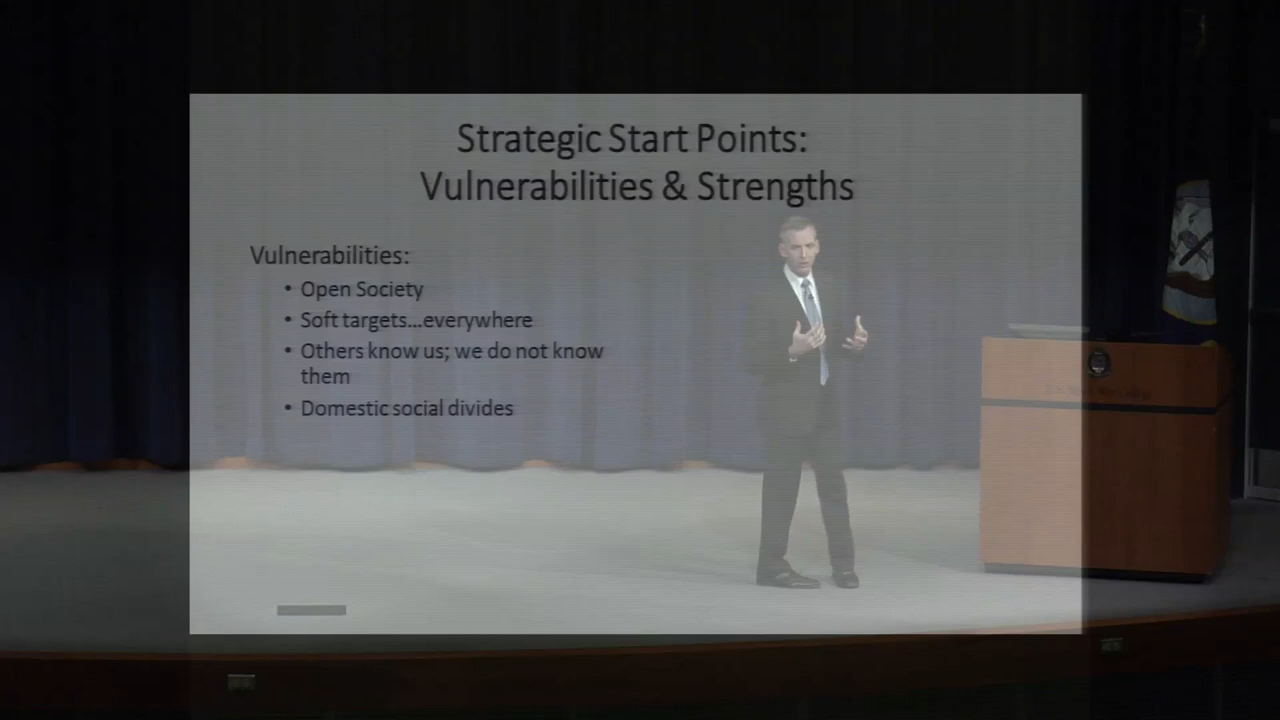 Strategic Start Points:
Vulnerabilities & Strengths
Vulnerabilities:
• Open Society
• Soft targets...everywhere
• Others know us; we do not know
them
• Domestic social divides